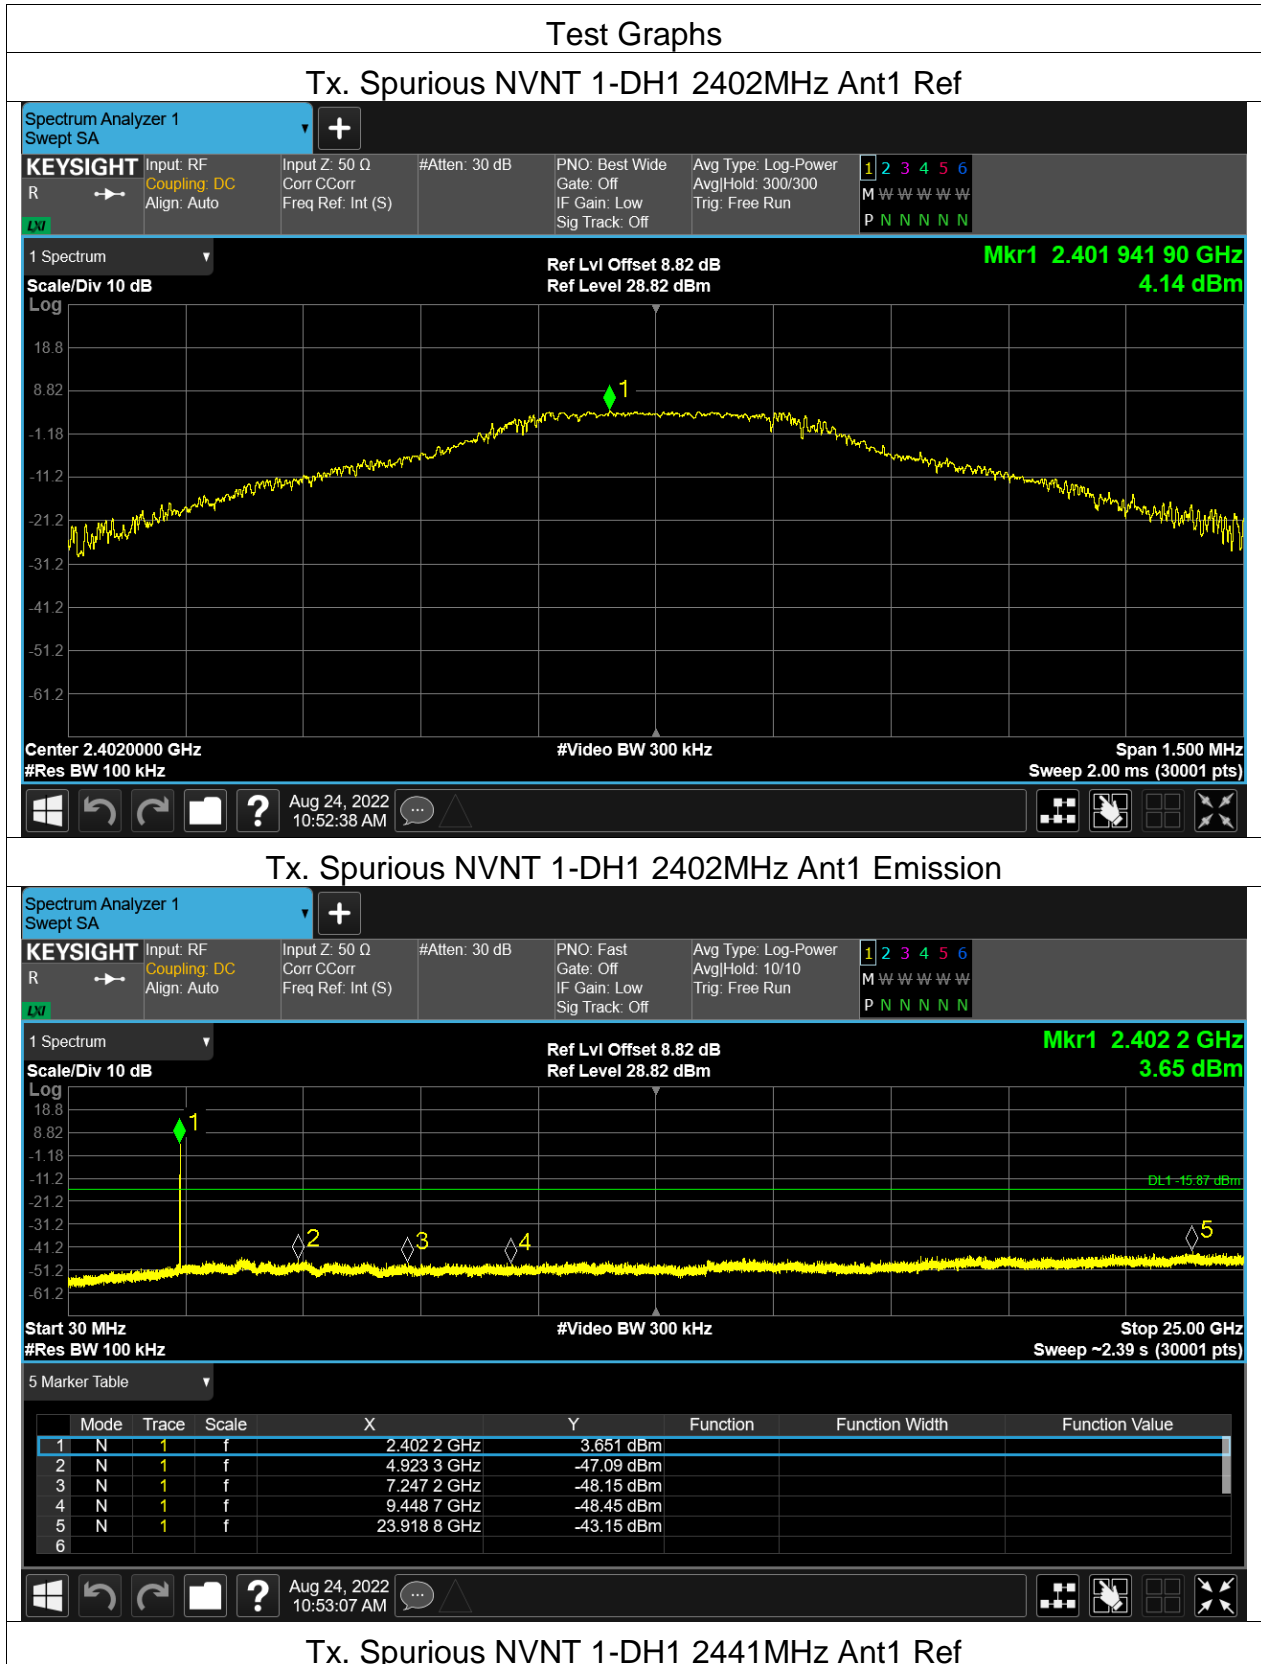 Test Graphs
Tx. Spurious NVNT 1-DH1 2402MHz Ant1 Ref
Spectrum Analyzer 1
Swept SA
KEYSIGHT Input: RF Input Z: 50 Ω #Atten: 30 dB PNO: Best Wide Avg Type: Log-Power 1 2 3 4 5 6
R Coupling: DC Corr CCorr Gate: Off Avg|Hold: 300/300 M W W W W W
Align: Auto Freq Ref: Int (S) IF Gain: Low Trig: Free Run P N N N N N
LXI Sig Track: Off
1 Spectrum Ref Lvl Offset 8.82 dB Mkr1 2.401 941 90 GHz
Scale/Div 10 dB Ref Level 28.82 dBm 4.14 dBm
Log
18.8
8.82
1
-1.18
-11.2
-21.2
-31.2
-41.2
-51.2
-61.2
Center 2.4020000 GHz #Video BW 300 kHz Span 1.500 MHz
#Res BW 100 kHz Sweep 2.00 ms (30001 pts)
Aug 24, 2022
10:52:38 AM
Tx. Spurious NVNT 1-DH1 2402MHz Ant1 Emission
Spectrum Analyzer 1
Swept SA
KEYSIGHT Input: RF Input Z: 50 Ω #Atten: 30 dB PNO: Fast Avg Type: Log-Power 1 2 3 4 5 6
R Coupling: DC Corr CCorr Gate: Off Avg|Hold: 10/10 M W W W W W
Align: Auto Freq Ref: Int (S) IF Gain: Low Trig: Free Run P N N N N N
LXI Sig Track: Off
1 Spectrum Ref Lvl Offset 8.82 dB Mkr1 2.402 2 GHz
Scale/Div 10 dB Ref Level 28.82 dBm 3.65 dBm
Log
18.8
8.82 1
-1.18
-11.2 DL1 -15.87 dBm
-21.2
-31.2
-41.2 2 3 4 5
-51.2
-61.2
Start 30 MHz #Video BW 300 kHz Stop 25.00 GHz
#Res BW 100 kHz Sweep ~2.39 s (30001 pts)
5 Marker Table
Mode Trace Scale X Y Function Function Width Function Value
1 N 1 f 2.402 2 GHz 3.651 dBm
2 N 1 f 4.923 3 GHz -47.09 dBm
3 N 1 f 7.247 2 GHz -48.15 dBm
4 N 1 f 9.448 7 GHz -48.45 dBm
5 N 1 f 23.918 8 GHz -43.15 dBm
6
Aug 24, 2022
10:53:07 AM
Tx. Spurious NVNT 1-DH1 2441MHz Ant1 Ref